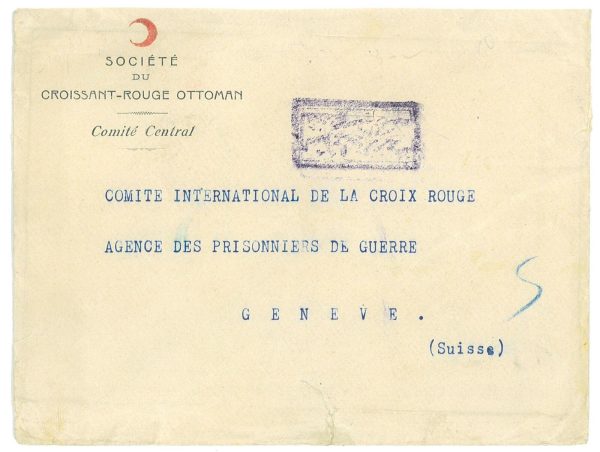 SOCIÉTÉ
DU
CROISSANT-ROUGE OTTOMAN
Comité Central
COMITE INTERNATIONAL DE LA CROIX ROUGE
AGENCE DES PRISONNIERS DE GUERRE
GENEVE.
(Suisse)